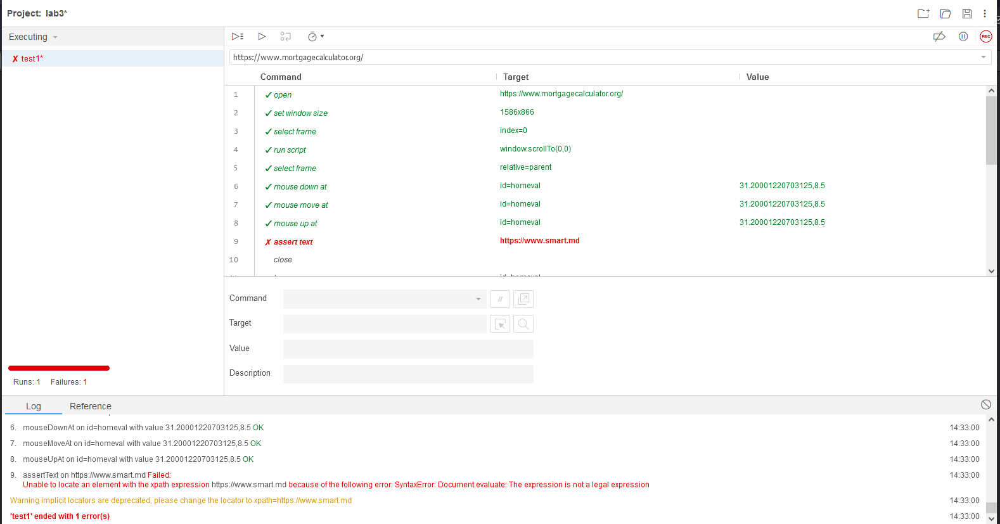 Project: lab3*
Executing
✗ test1*
https://www.mortgagecalculator.org/
REC
Command Target Value
1 ✓ open https://www.mortgagecalculator.org/
2 ✓ set window size 1586x866
3 ✓ select frame index=0
4 ✓ run script window.scrollTo(0,0)
5 ✓ select frame relative=parent
6 ✓ mouse down at id=homeval 31.20001220703125,8.5
7 ✓ mouse move at id=homeval 31.20001220703125,8.5
8 ✓ mouse up at id=homeval 31.20001220703125,8.5
9 ✗ assert text https://www.smart.md
10 close
id=homeval
Command //
Target
Value
Description
Runs: 1 Failures: 1
Log Reference
6. mouseDownAt on id=homeval with value 31.20001220703125,8.5 OK 14:33:00
7. mouseMoveAt on id=homeval with value 31.20001220703125,8.5 OK 14:33:00
8. mouseUpAt on id=homeval with value 31.20001220703125,8.5 OK 14:33:00
9. assertText on https://www.smart.md Failed: 14:33:00
Unable to locate an element with the xpath expression https://www.smart.md because of the following error: SyntaxError: Document.evaluate: The expression is not a legal expression
Warning implicit locators are deprecated, please change the locator to xpath=https://www.smart.md 14:33:00
'test1' ended with 1 error(s) 14:33:00